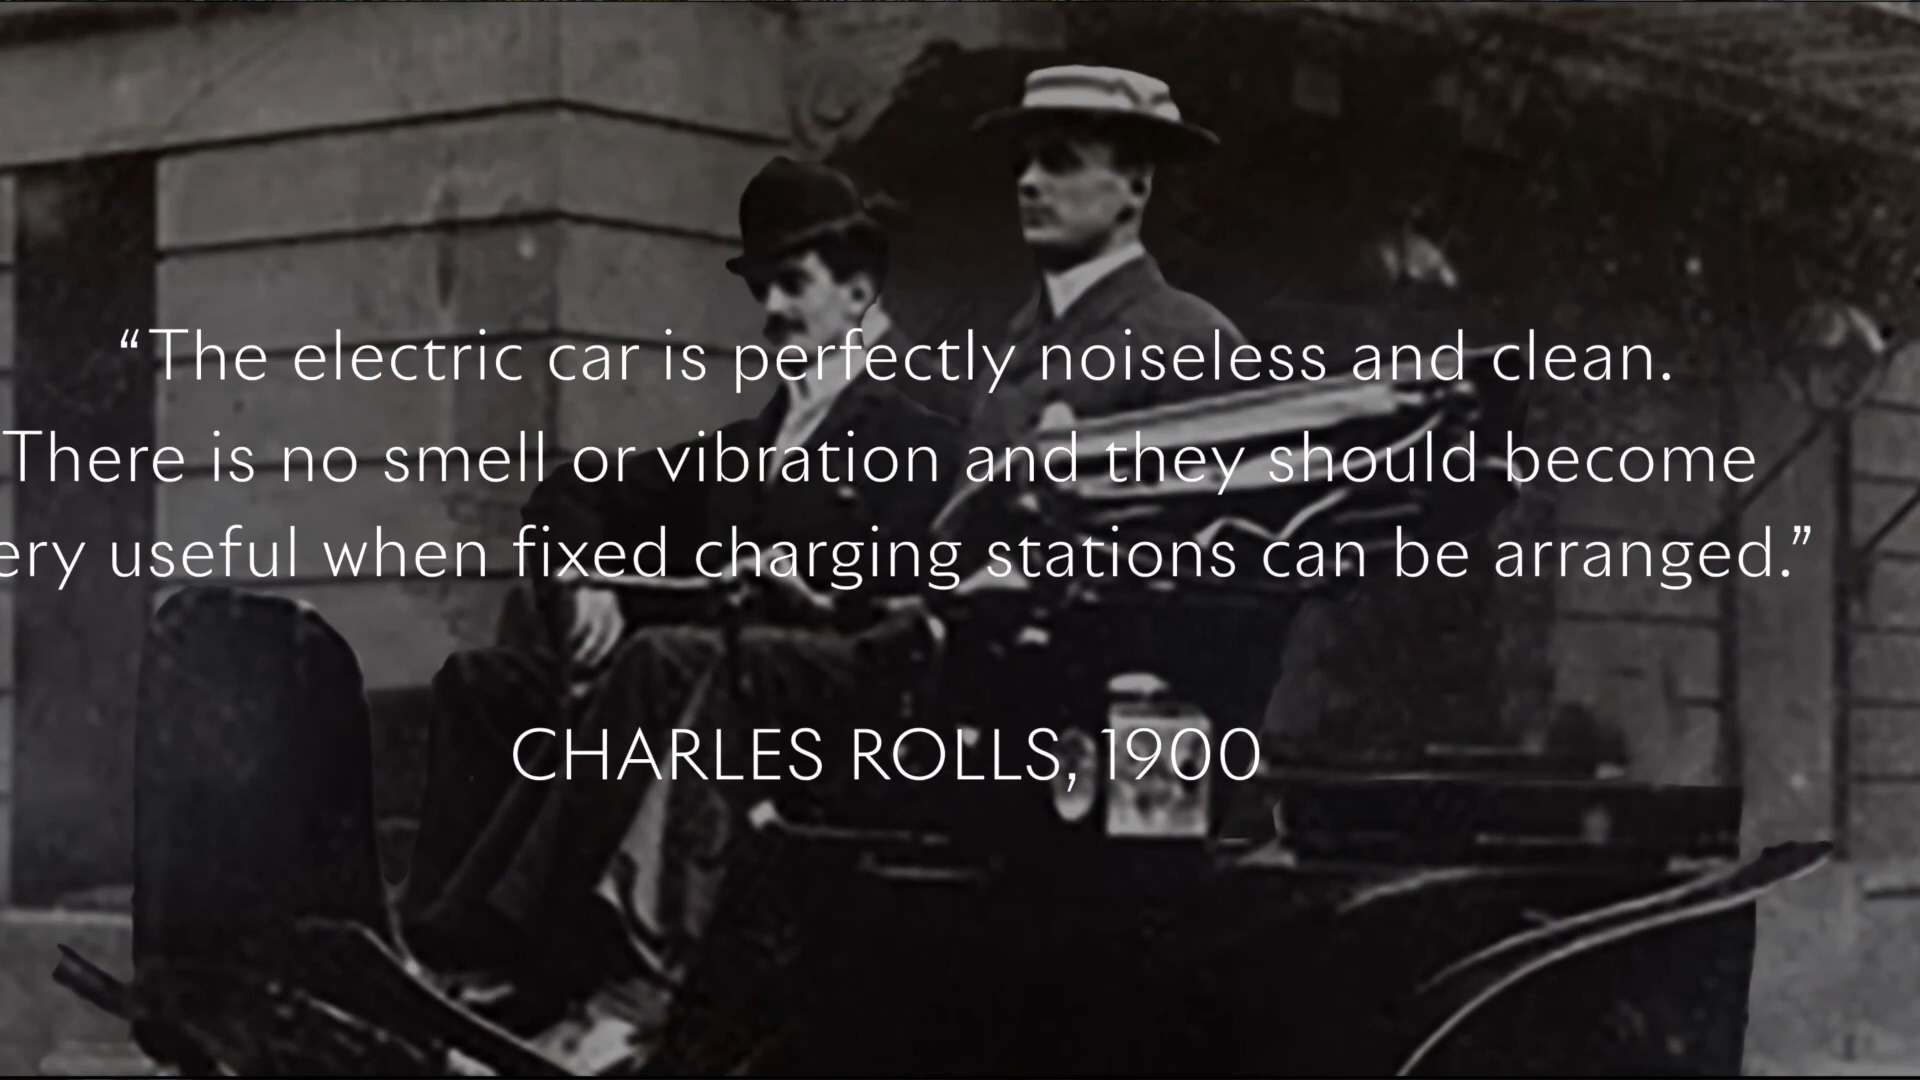 “The electric car is perfectly noiseless and clean.
There is no smell or vibration and they should become
ery useful when fixed charging stations can be arranged.”
CHARLES ROLLS, 1900